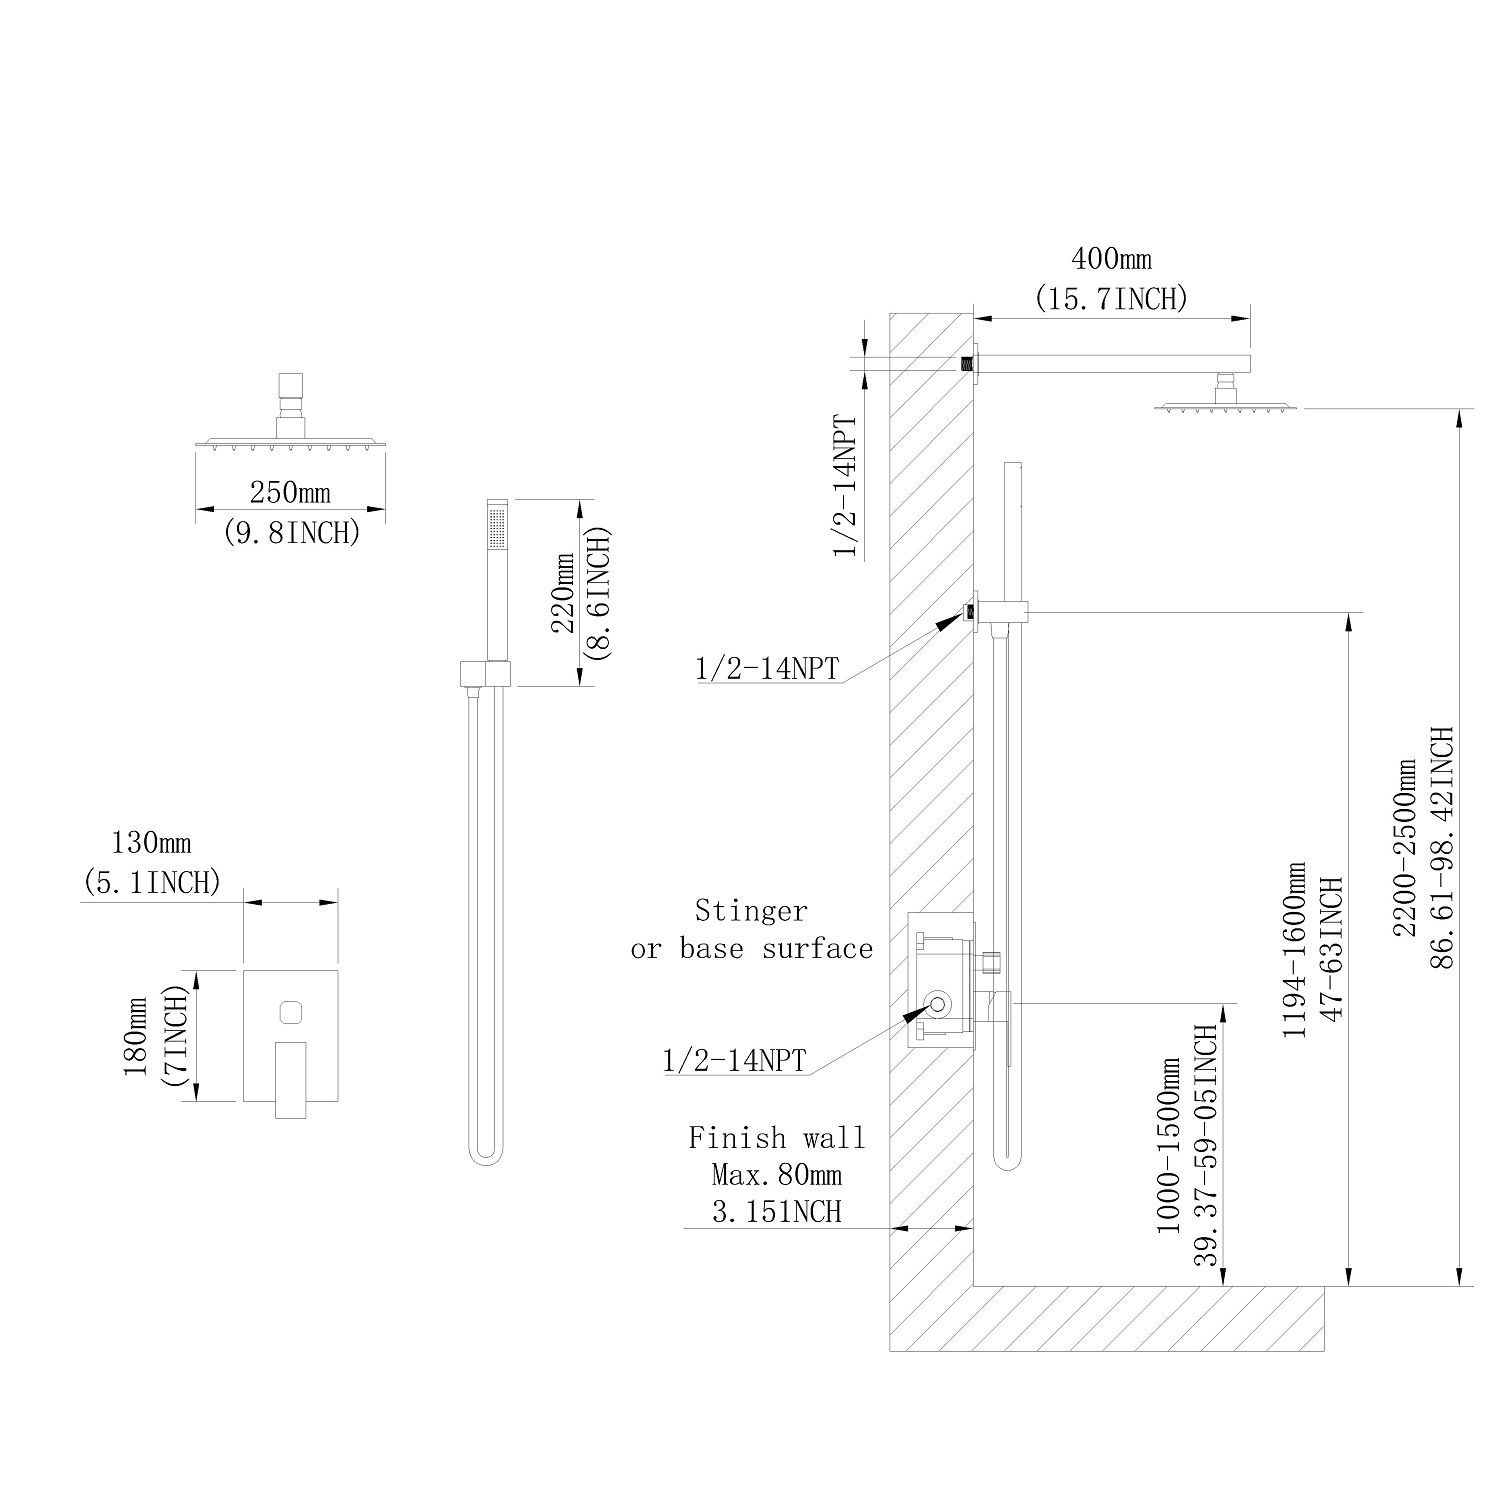 400mm
(15.7INCH)
1/2-14NPT
250mm
(9.8INCH)
220mm
(8.6INCH)
1/2-14NPT
2200-2500mm
86.61-98.42INCH
130mm
(5.1INCH)
Stinger
or base surface
1194-1600mm
47-63INCH
180mm
(7INCH)
1/2-14NPT
1000-1500mm
39.37-59-05INCH
Finish wall
Max.80mm
3.151NCH